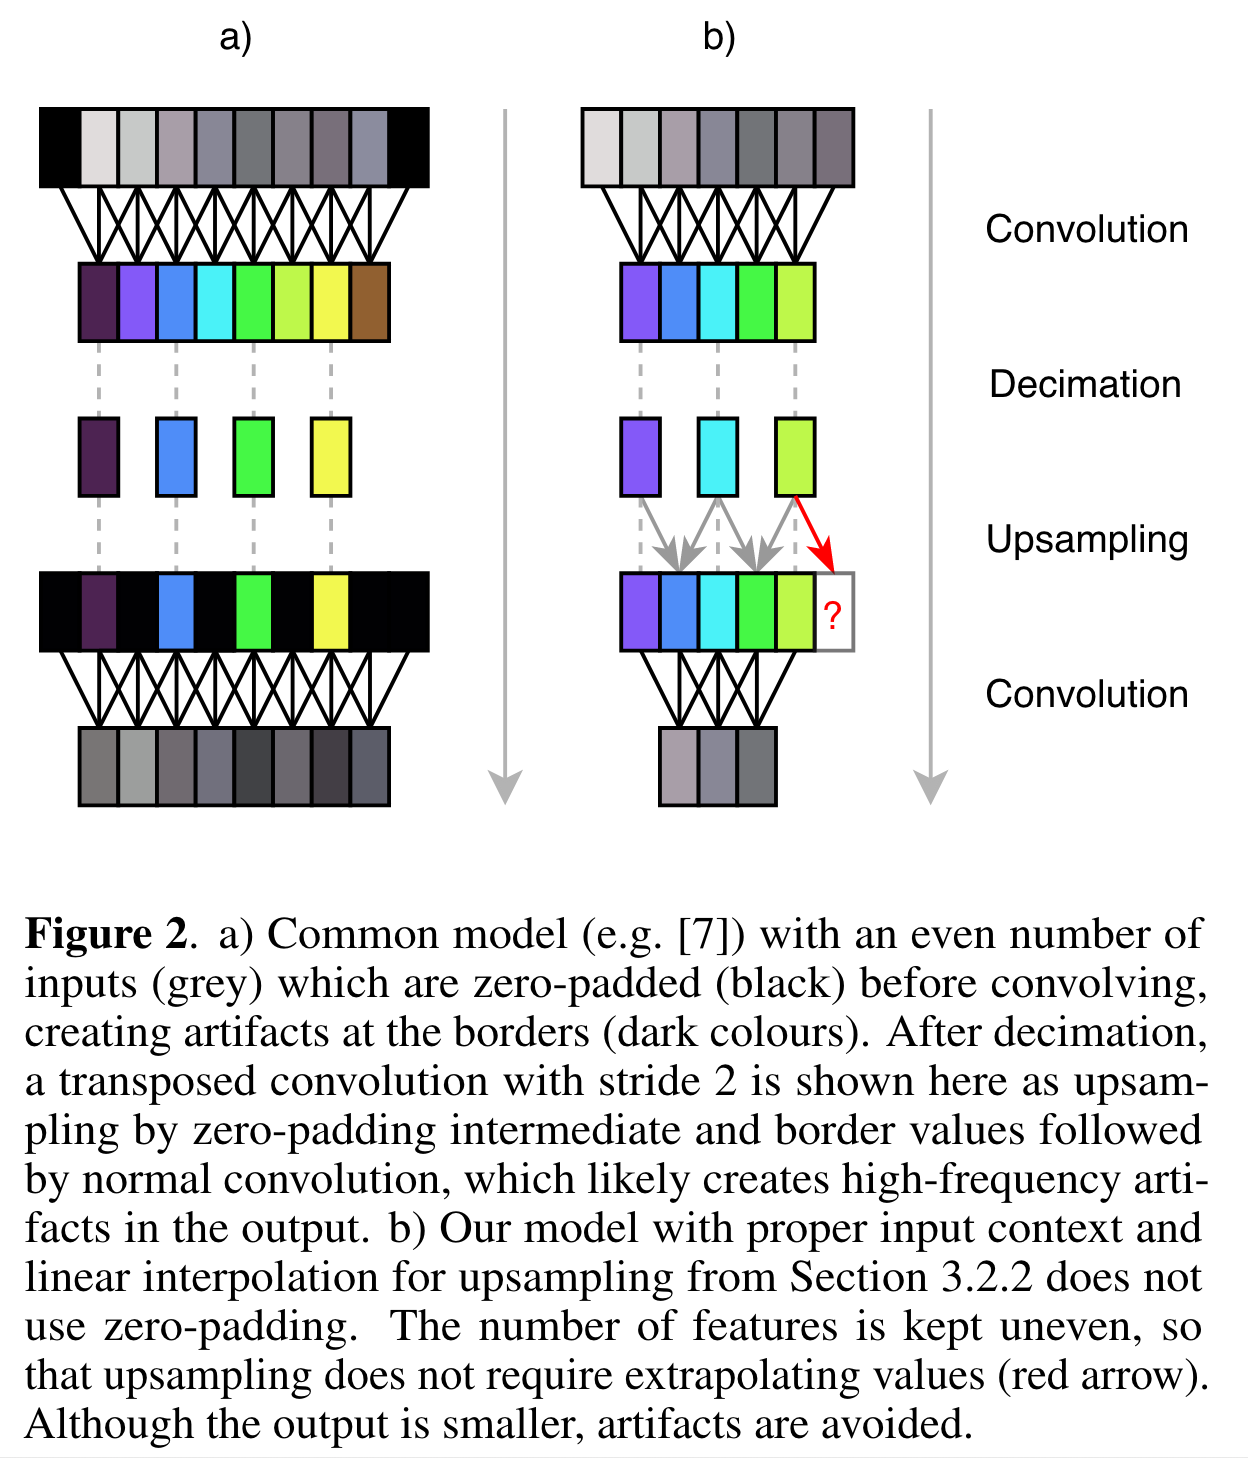 a)
b)
Convolution
Decimation
Upsampling
?
Convolution
Figure 2. a) Common model (e.g. [7]) with an even number of
inputs (grey) which are zero-padded (black) before convolving,
creating artifacts at the borders (dark colours). After decimation,
a transposed convolution with stride 2 is shown here as upsam-
pling by zero-padding intermediate and border values followed
by normal convolution, which likely creates high-frequency arti-
facts in the output. b) Our model with proper input context and
linear interpolation for upsampling from Section 3.2.2 does not
use zero-padding. The number of features is kept uneven, so
that upsampling does not require extrapolating values (red arrow).
Although the output is smaller, artifacts are avoided.